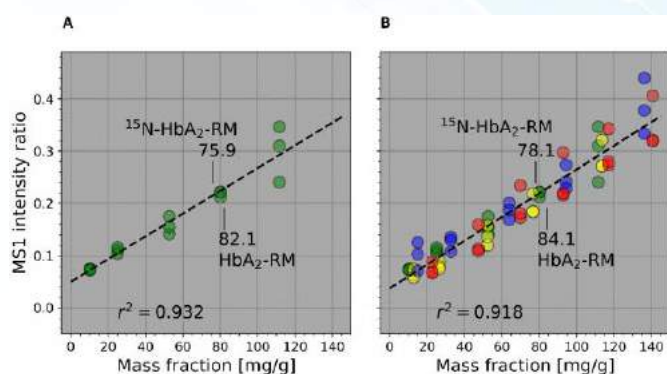 A
B
MS1 intensity ratio
0.4
0.3
0.2
0.1
0.0
¹⁵N-HbA₂-RM
75.9
82.1
HbA₂-RM
r² = 0.932
0 20 40 60 80 100 120 140
Mass fraction [mg/g]
¹⁵N-HbA₂-RM
78.1
84.1
HbA₂-RM
r² = 0.918
0 20 40 60 80 100 120 140
Mass fraction [mg/g]